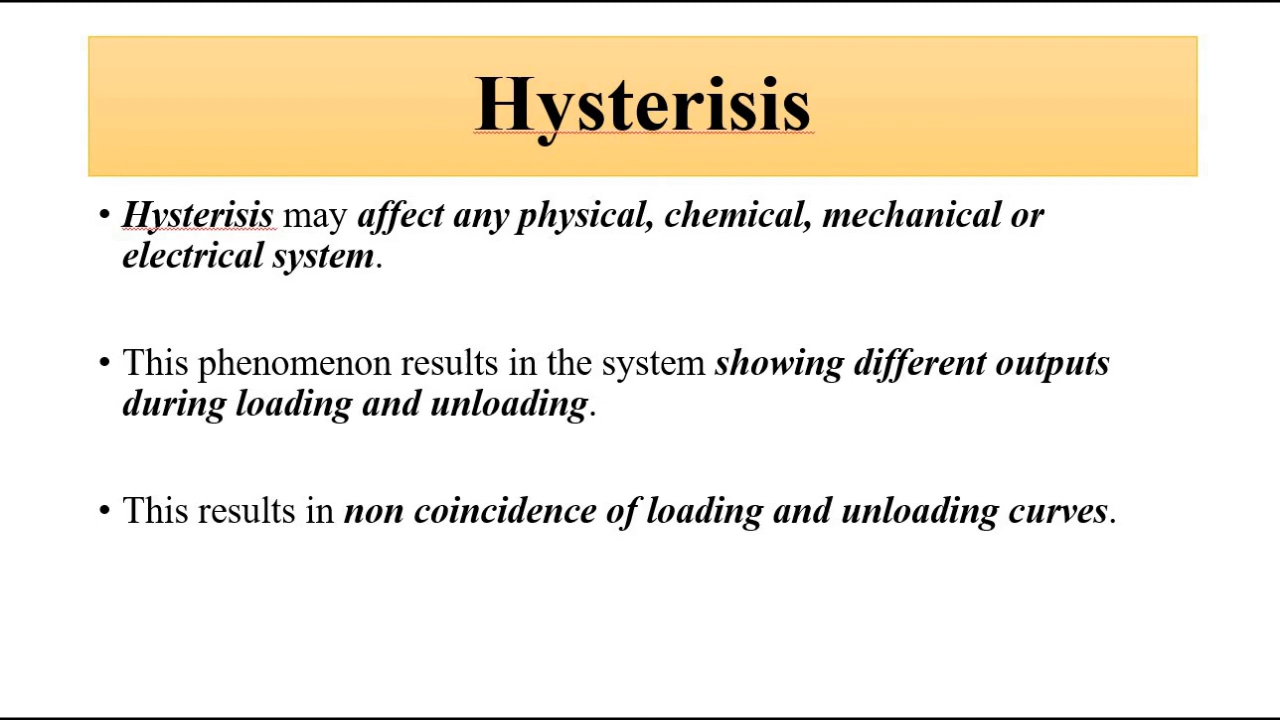 Hysterisis
• Hysterisis may affect any physical, chemical, mechanical or
electrical system.
• This phenomenon results in the system showing different outputs
during loading and unloading.
• This results in non coincidence of loading and unloading curves.